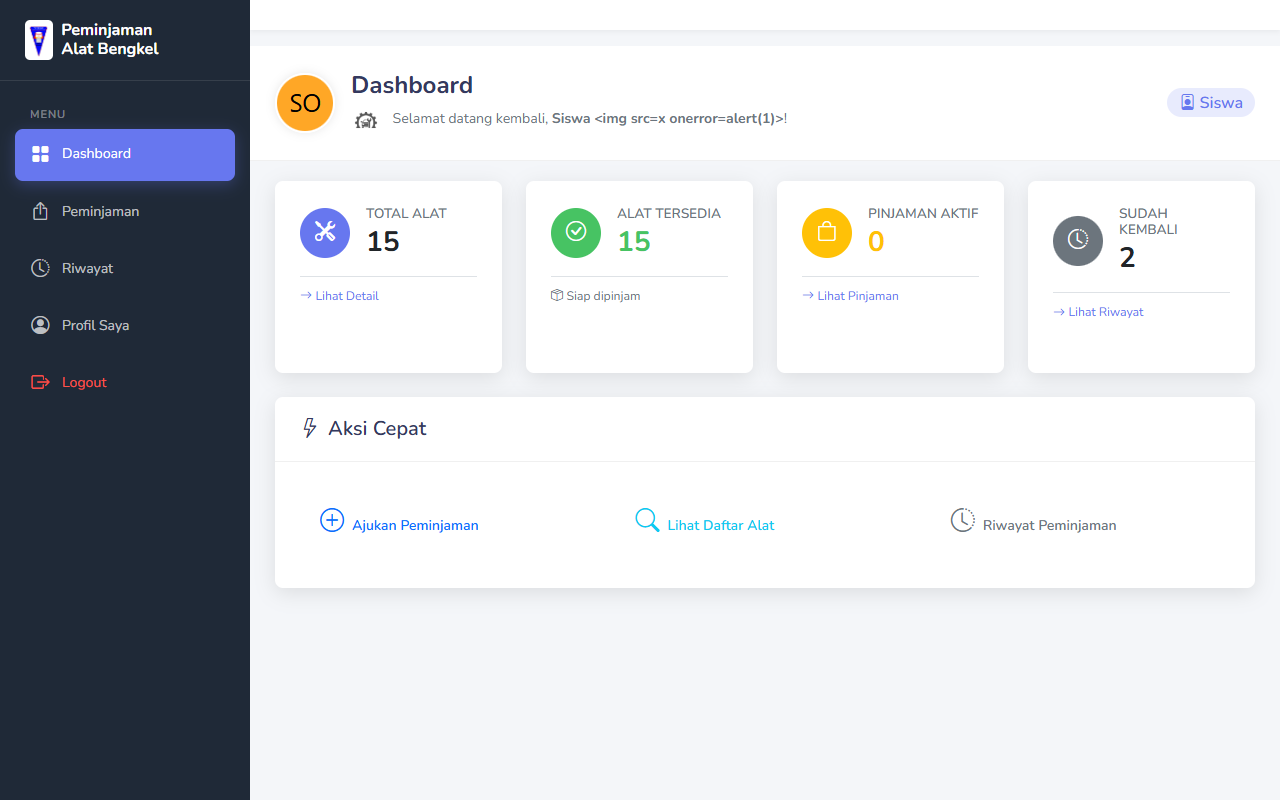 Peminjaman
Alat Bengkel
MENU
Dashboard
Peminjaman
Riwayat
Profil Saya
Logout
SO
Dashboard
Selamat datang kembali, Siswa <img src=x onerror=alert(1)>!
Siswa
TOTAL ALAT
15
Lihat Detail
ALAT TERSEDIA
15
Siap dipinjam
PINJAMAN AKTIF
0
Lihat Pinjaman
SUDAH
KEMBALI
2
Lihat Riwayat
Aksi Cepat
Ajukan Peminjaman
Lihat Daftar Alat
Riwayat Peminjaman